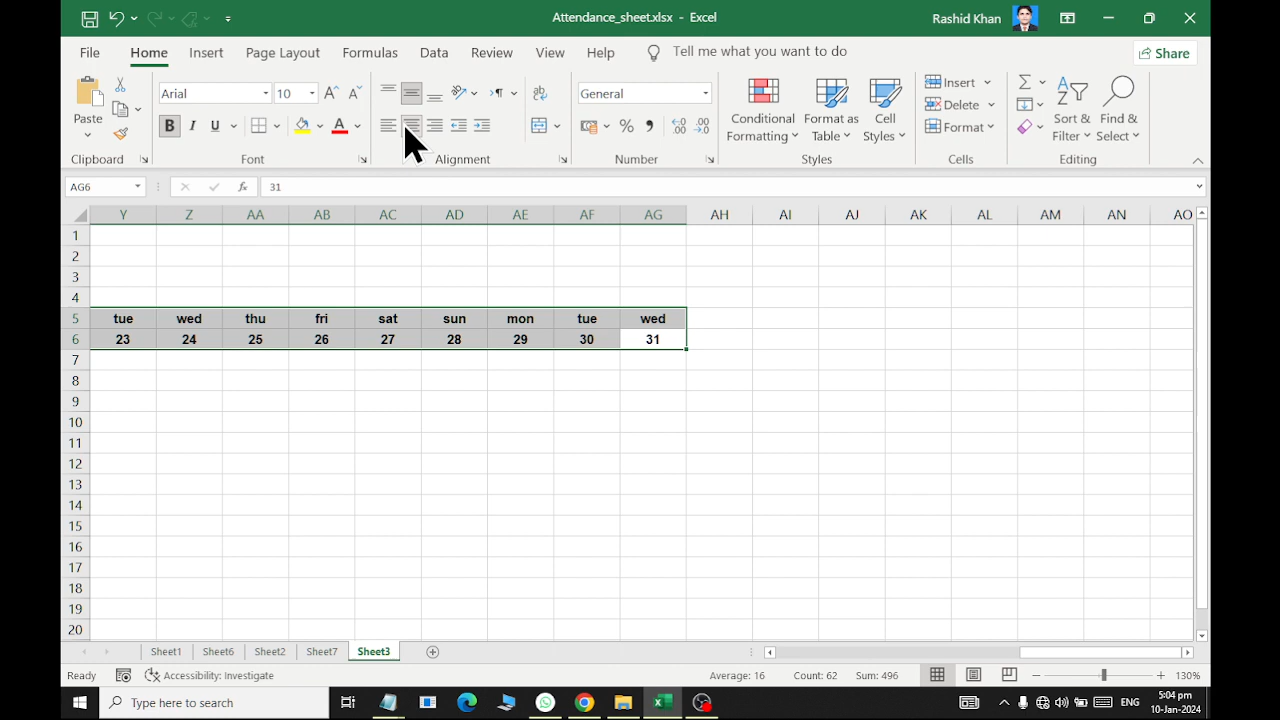 Attendance_sheet.xlsx - Excel
Rashid Khan
File Home Insert Page Layout Formulas Data Review View Help Tell me what you want to do Share
Paste
Clipboard
Arial 10
B I U
Font
Alignment
General
Number
Conditional Formatting
Format as Table
Cell Styles
Styles
Insert
Delete
Format
Cells
Sort & Filter
Find & Select
Editing
AG6 fx 31
Y Z AA AB AC AD AE AF AG AH AI AJ AK AL AM AN AO
1
2
3
4
5 tue wed thu fri sat sun mon tue wed
6 23 24 25 26 27 28 29 30 31
7
8
9
10
11
12
13
14
15
16
17
18
19
20
Sheet1 Sheet6 Sheet2 Sheet7 Sheet3
Ready Accessibility: Investigate Average: 16 Count: 62 Sum: 496 130%
Type here to search
ENG
5:04 pm
10-Jan-2024